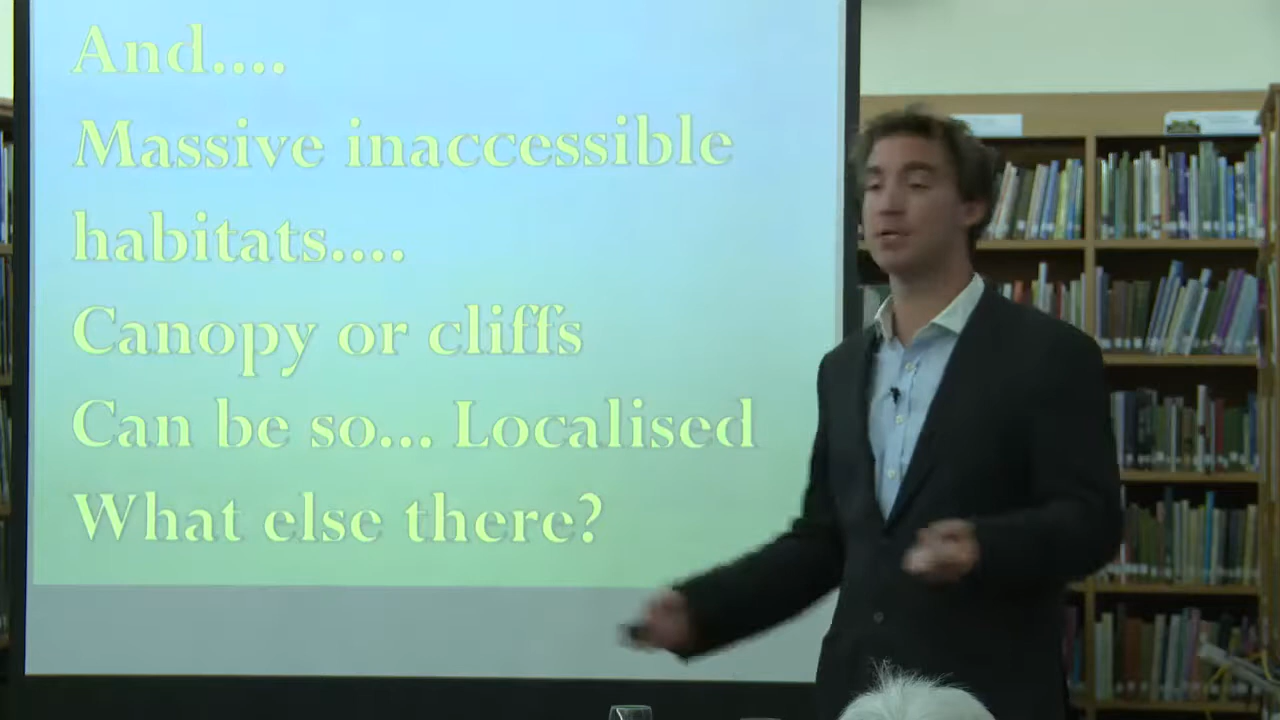 And....
Massive inaccessible
habitats....
Canopy or cliffs
Can be so... Localised
What else there?